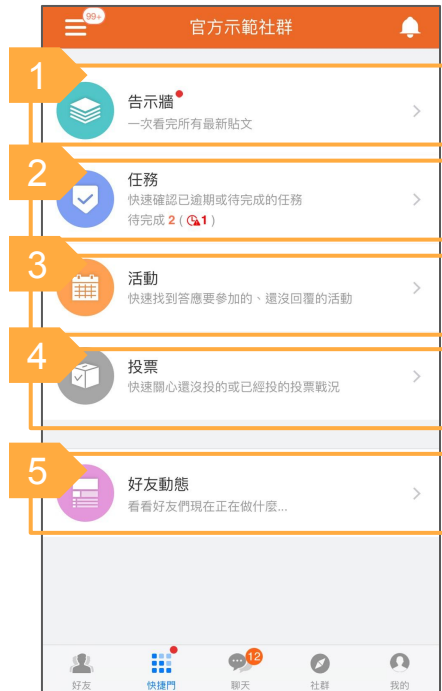 99+
官方示範社群
1
告示牆
一次看完所有最新貼文
2
任務
快速確認已逾期或待完成的任務
待完成 2 ( 1 )
3
活動
快速找到答應要參加的、還沒回覆的活動
4
投票
快速關心還沒投的或已經投的投票戰況
5
好友動態
看看好友們現在正在做什麼...
12
好友 快捷門 聊天 社群 我的